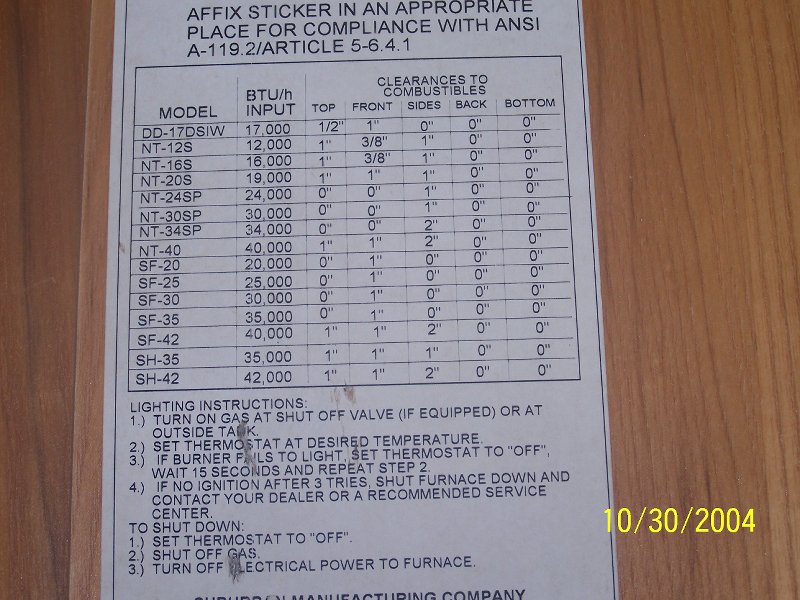 AFFIX STICKER IN AN APPROPRIATE
PLACE FOR COMPLIANCE WITH ANSI
A-119.2/ARTICLE 5-6.4.1
CLEARANCES TO
COMBUSTIBLES
MODEL BTU/h INPUT TOP FRONT SIDES BACK BOTTOM
DD-17DSIW 17,000 1/2" 1" 0" 0" 0"
NT-12S 12,000 1" 3/8" 1" 0" 0"
NT-16S 16,000 1" 3/8" 1" 0" 0"
NT-20S 19,000 1" 1" 1" 0" 0"
NT-24SP 24,000 0" 0" 1" 0" 0"
NT-30SP 30,000 0" 0" 1" 0" 0"
NT-34SP 34,000 0" 0" 2" 0" 0"
NT-40 40,000 1" 1" 2" 0" 0"
SF-20 20,000 0" 1" 0" 0" 0"
SF-25 25,000 0" 1" 0" 0" 0"
SF-30 30,000 0" 1" 0" 0" 0"
SF-35 35,000 0" 1" 0" 0" 0"
SF-42 40,000 1" 1" 2" 0" 0"
SH-35 35,000 1" 1" 1" 0" 0"
SH-42 42,000 1" 1" 2" 0" 0"
LIGHTING INSTRUCTIONS:
1.) TURN ON GAS AT SHUT OFF VALVE (IF EQUIPPED) OR AT
OUTSIDE TANK.
2.) SET THERMOSTAT AT DESIRED TEMPERATURE.
3.) IF BURNER FAILS TO LIGHT, SET THERMOSTAT TO "OFF",
WAIT 15 SECONDS AND REPEAT STEP 2.
4.) IF NO IGNITION AFTER 3 TRIES, SHUT FURNACE DOWN AND
CONTACT YOUR DEALER OR A RECOMMENDED SERVICE
CENTER.
TO SHUT DOWN:
1.) SET THERMOSTAT TO "OFF".
2.) SHUT OFF GAS.
3.) TURN OFF ELECTRICAL POWER TO FURNACE.
SUBURBAN MANUFACTURING COMPANY
10/30/2004